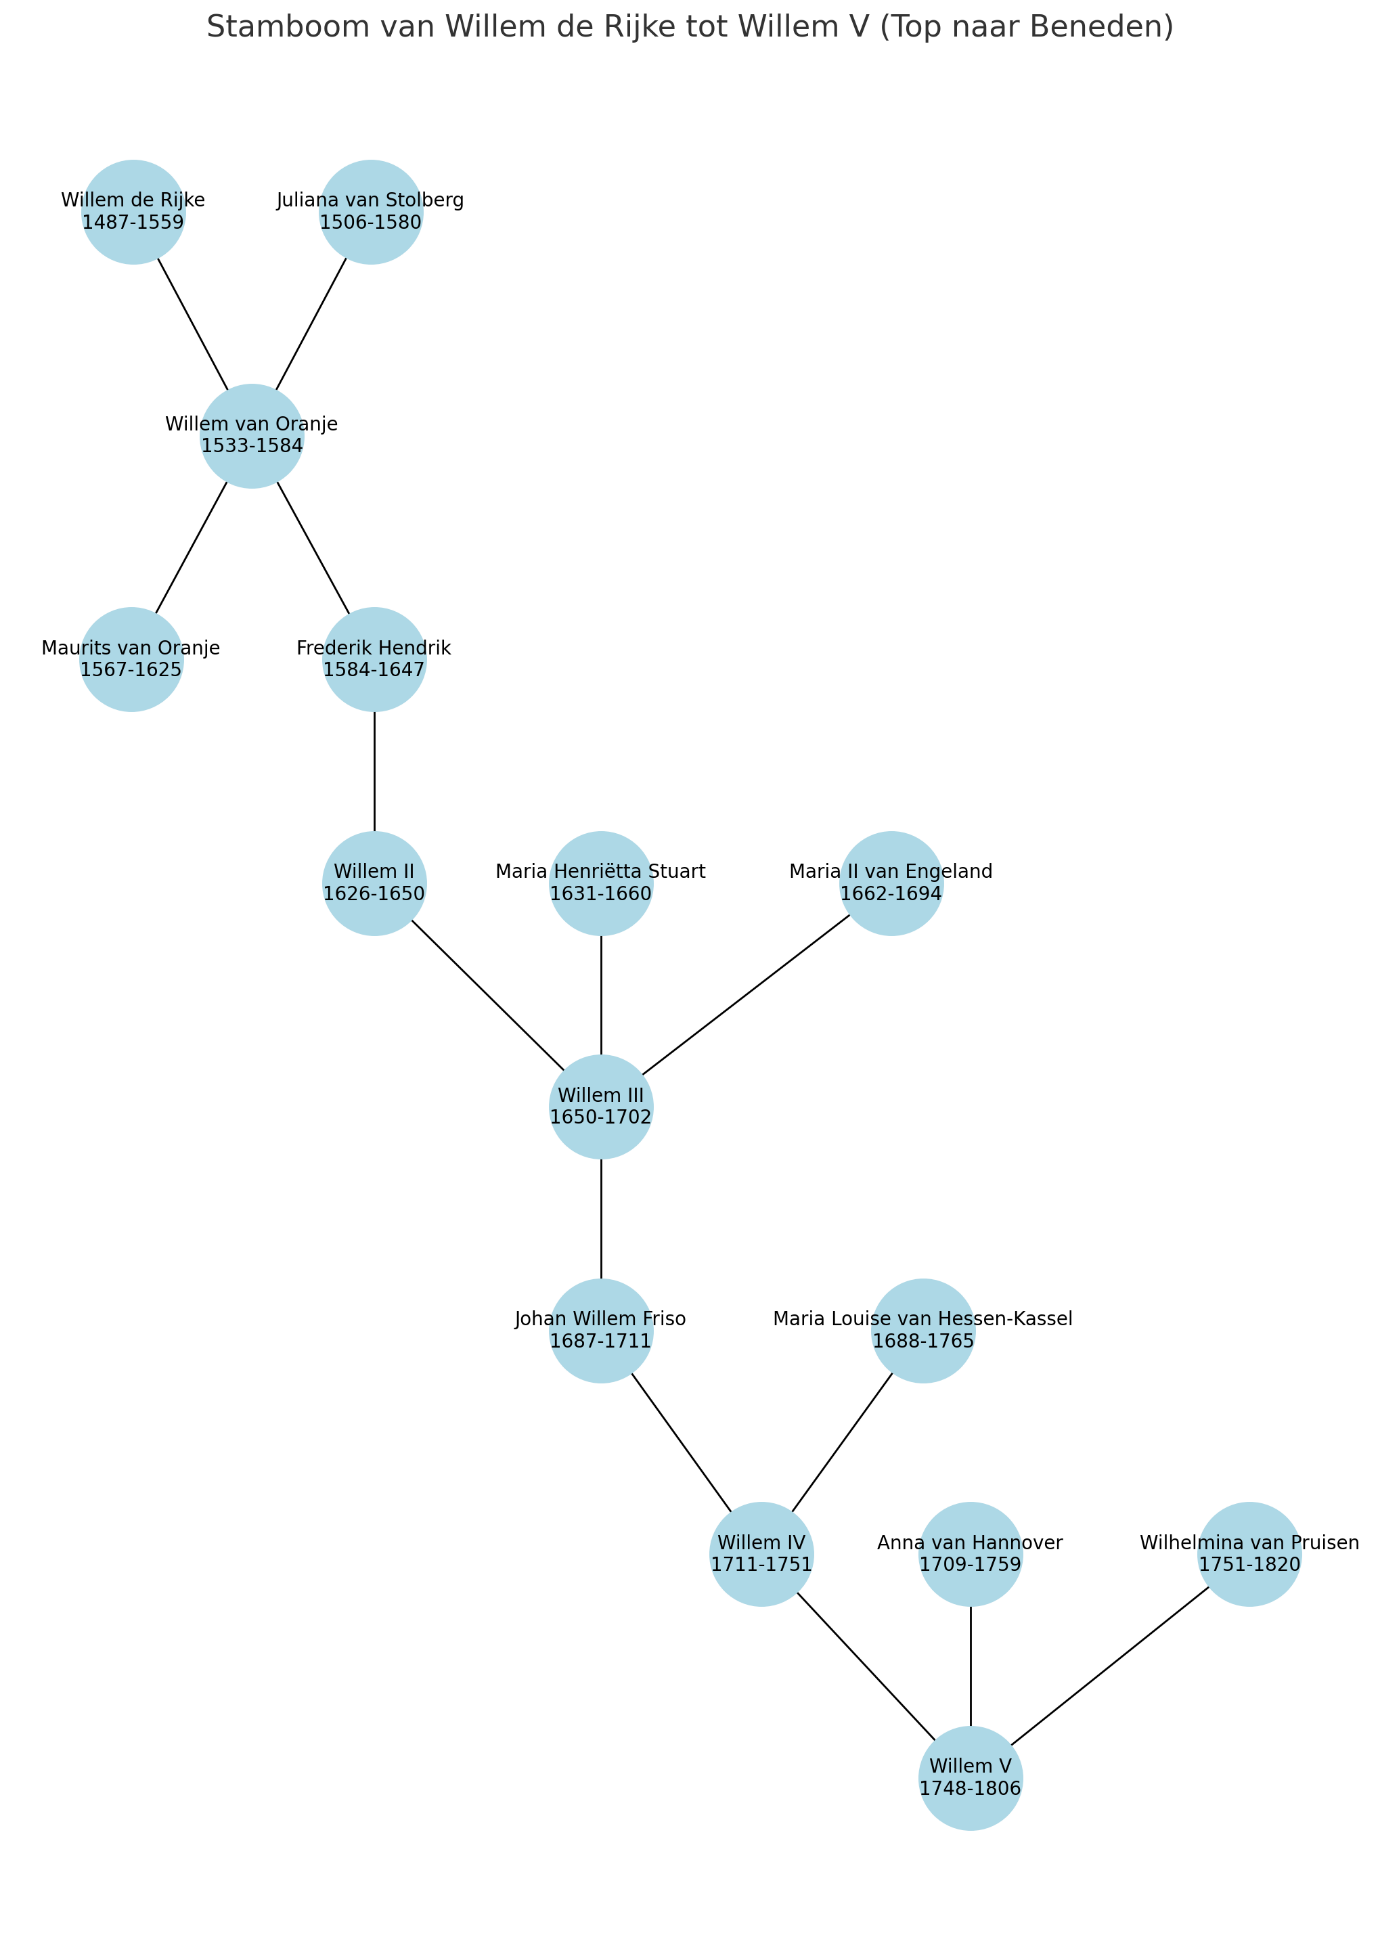 Stamboom van Willem de Rijke tot Willem V (Top naar Beneden)
Willem de Rijke
1487-1559
Juliana van Stolberg
1506-1580
Willem van Oranje
1533-1584
Maurits van Oranje
1567-1625
Frederik Hendrik
1584-1647
Willem II
1626-1650
Maria Henriëtta Stuart
1631-1660
Maria II van Engeland
1662-1694
Willem III
1650-1702
Johan Willem Friso
1687-1711
Maria Louise van Hessen-Kassel
1688-1765
Willem IV
1711-1751
Anna van Hannover
1709-1759
Wilhelmina van Pruisen
1751-1820
Willem V
1748-1806